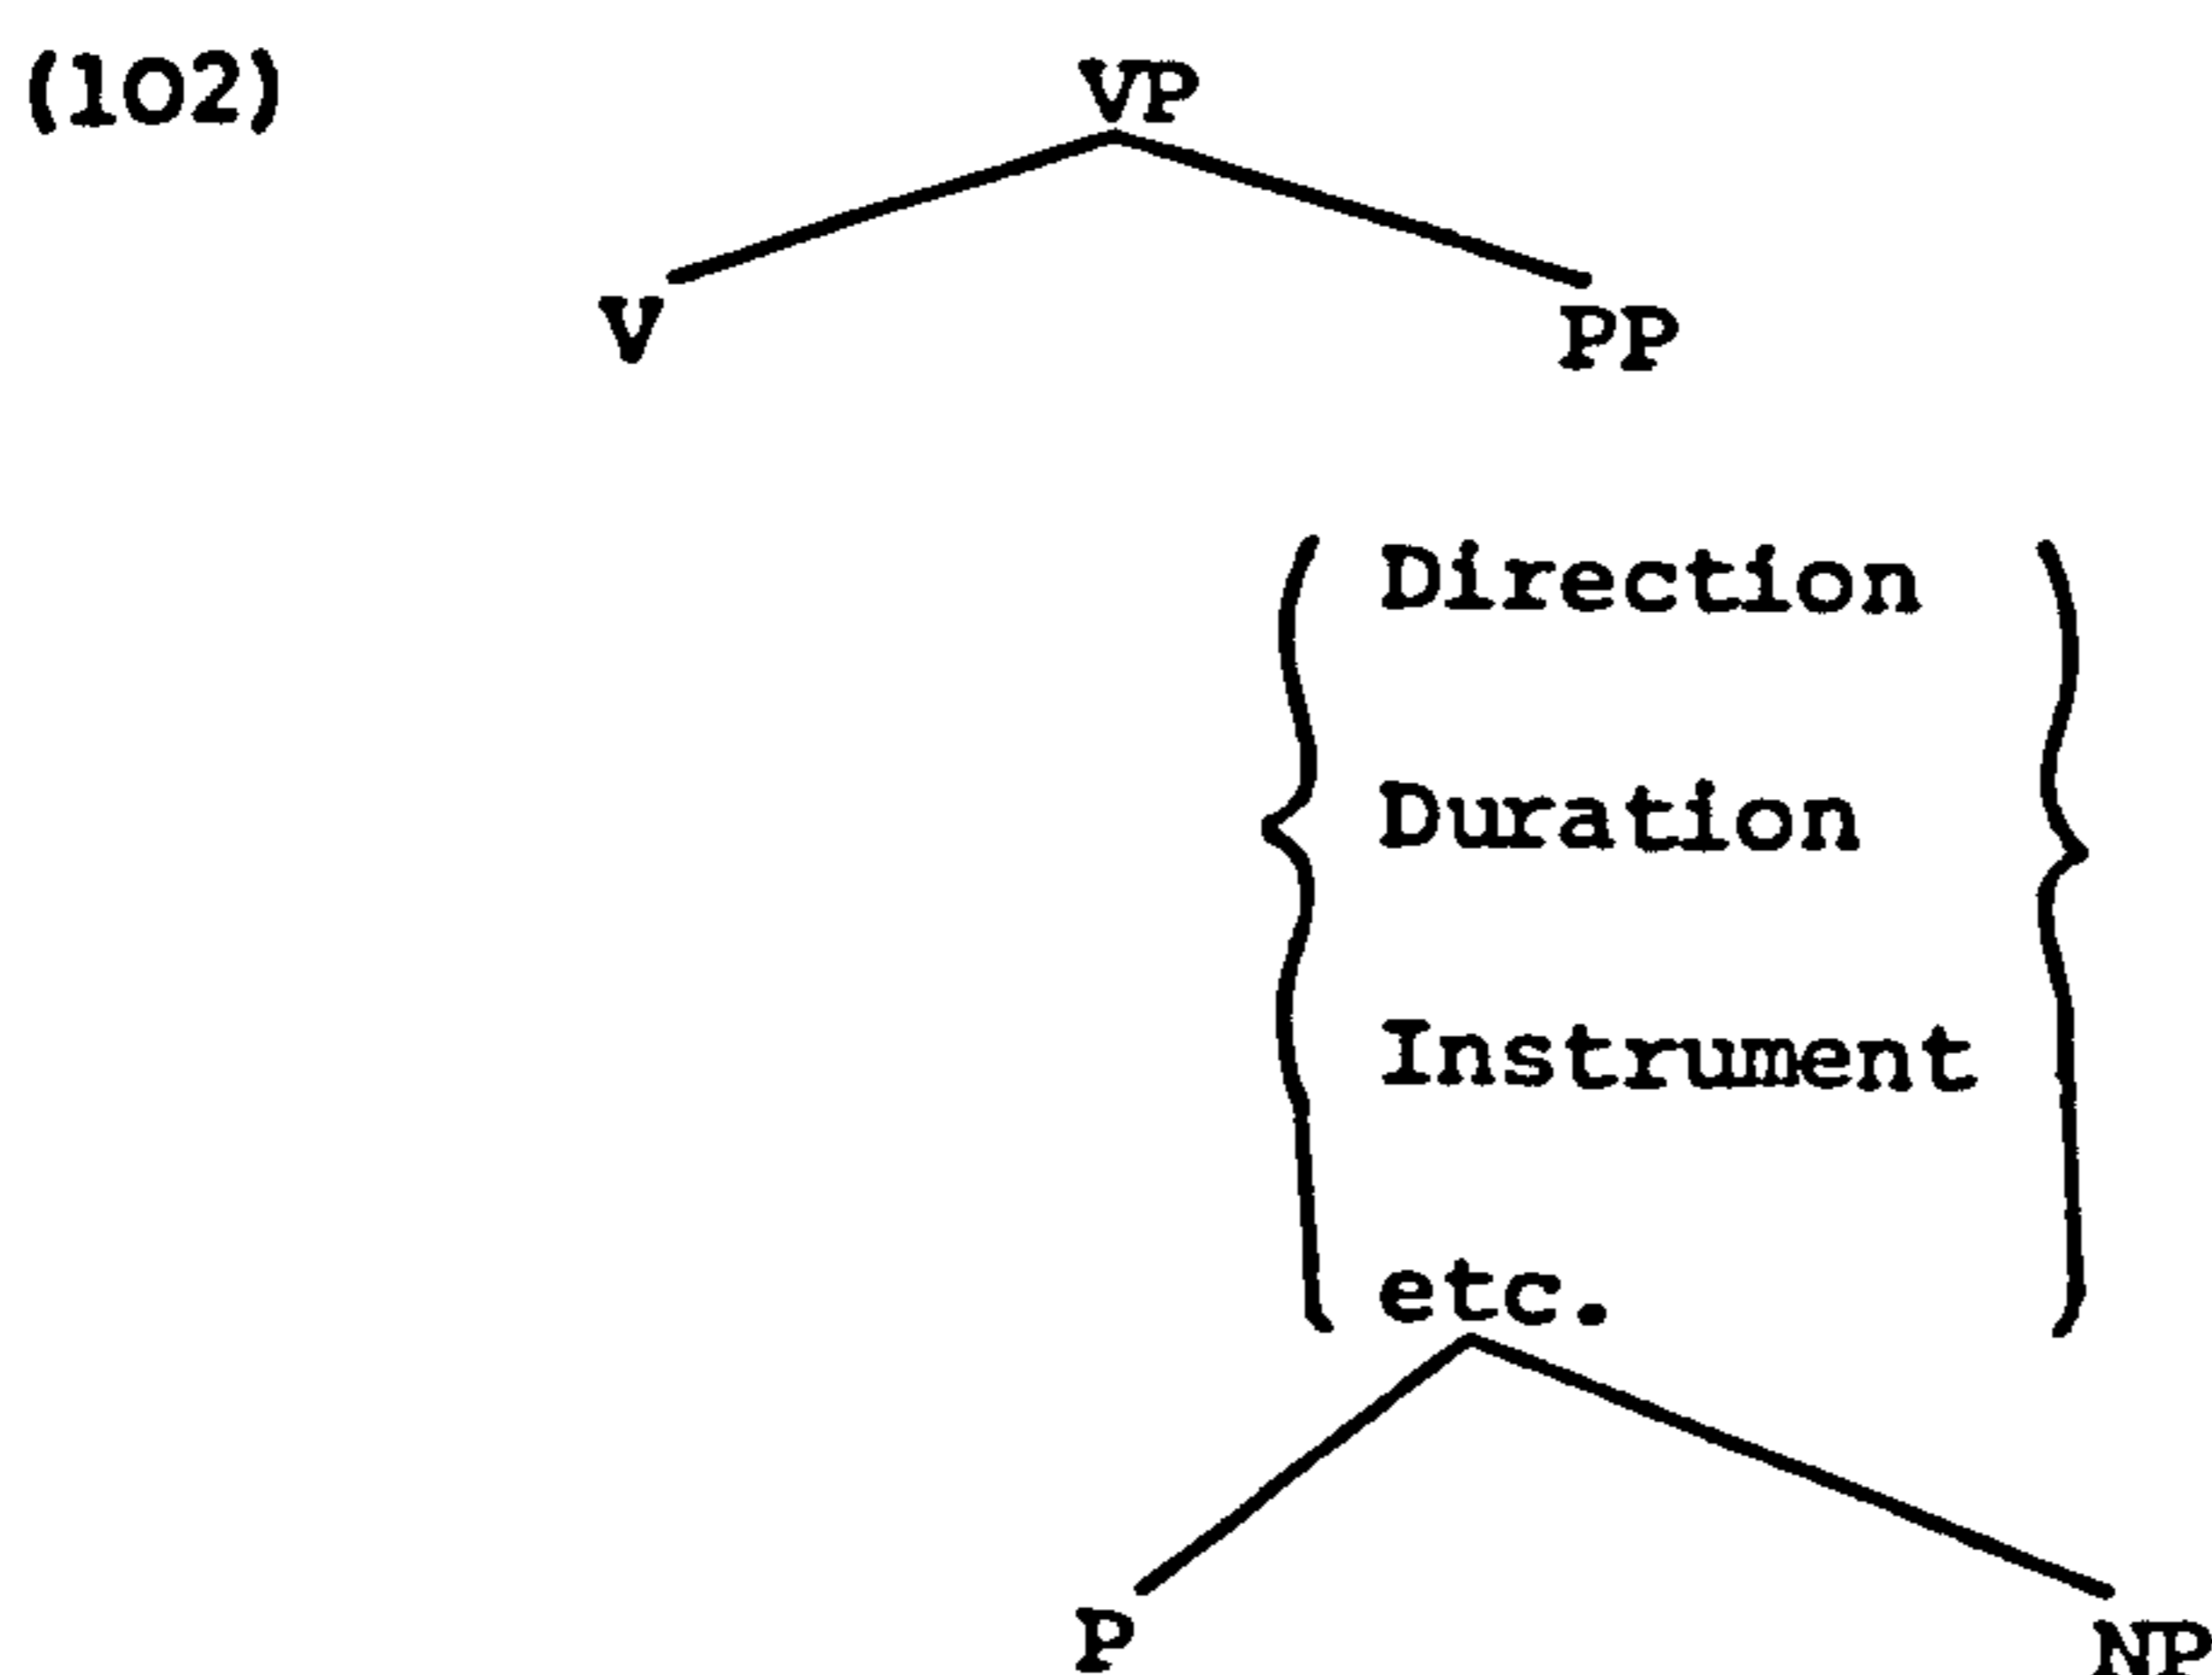 (102) VP
V PP
Direction
Duration
Instrument
etc.
P NP